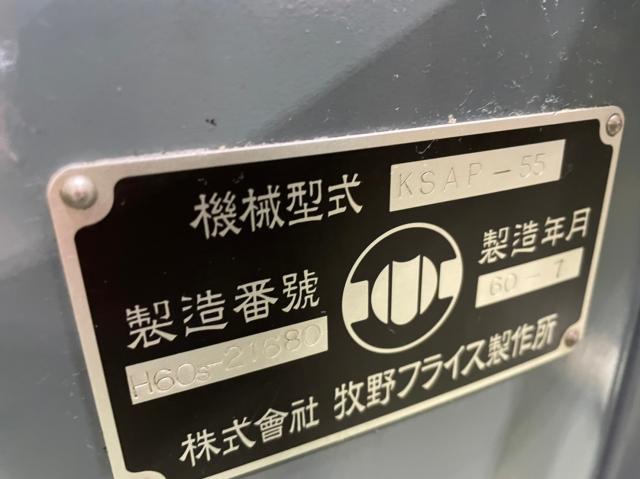 機械型式 KSAP-55
製造番號
H60s-21680
製造年月
60-7
株式會社 牧野フライス製作所